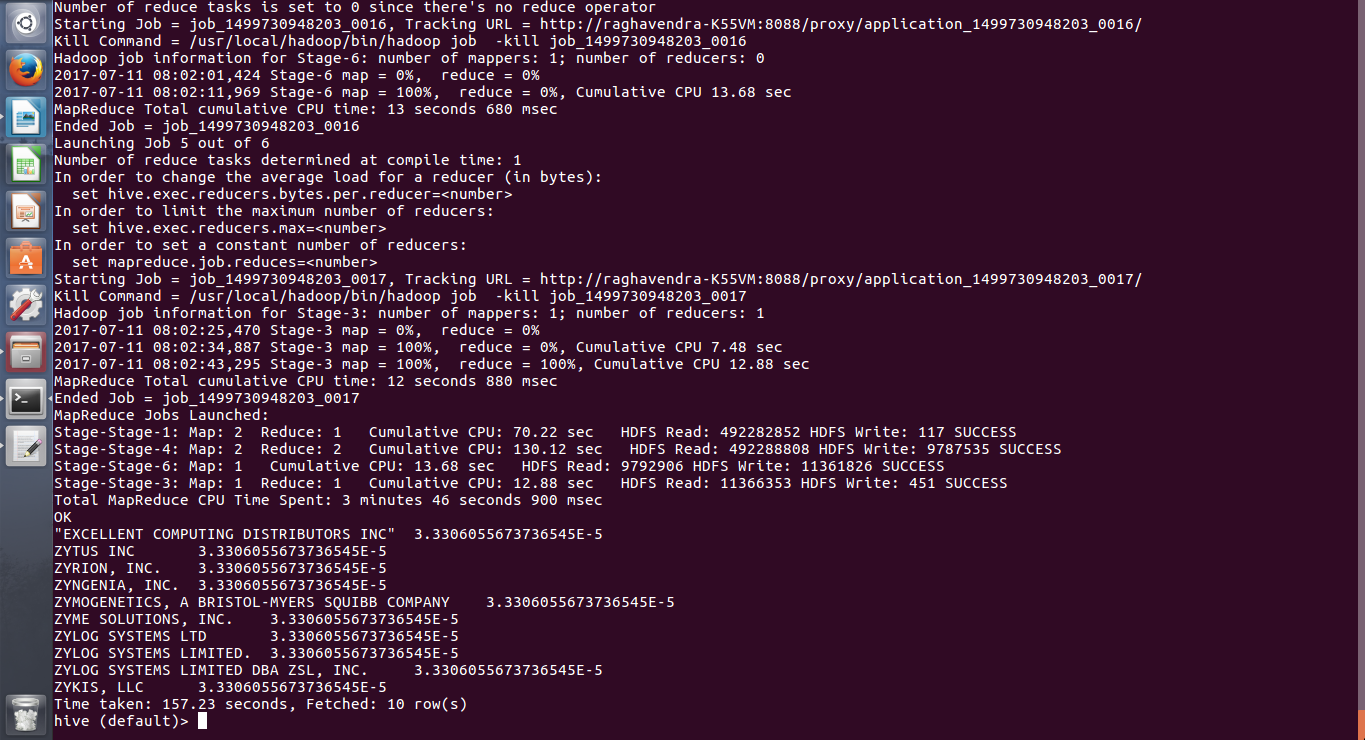 Number of reduce tasks is set to 0 since there's no reduce operator
Starting Job = job_1499730948203_0016, Tracking URL = http://raghavendra-K55VM:8088/proxy/application_1499730948203_0016/
Kill Command = /usr/local/hadoop/bin/hadoop job  -kill job_1499730948203_0016
Hadoop job information for Stage-6: number of mappers: 1; number of reducers: 0
2017-07-11 08:02:01,424 Stage-6 map = 0%,  reduce = 0%
2017-07-11 08:02:11,969 Stage-6 map = 100%,  reduce = 0%, Cumulative CPU 13.68 sec
MapReduce Total cumulative CPU time: 13 seconds 680 msec
Ended Job = job_1499730948203_0016
Launching Job 5 out of 6
Number of reduce tasks determined at compile time: 1
In order to change the average load for a reducer (in bytes):
  set hive.exec.reducers.bytes.per.reducer=<number>
In order to limit the maximum number of reducers:
  set hive.exec.reducers.max=<number>
In order to set a constant number of reducers:
  set mapreduce.job.reduces=<number>
Starting Job = job_1499730948203_0017, Tracking URL = http://raghavendra-K55VM:8088/proxy/application_1499730948203_0017/
Kill Command = /usr/local/hadoop/bin/hadoop job  -kill job_1499730948203_0017
Hadoop job information for Stage-3: number of mappers: 1; number of reducers: 1
2017-07-11 08:02:25,470 Stage-3 map = 0%,  reduce = 0%
2017-07-11 08:02:34,887 Stage-3 map = 100%,  reduce = 0%, Cumulative CPU 7.48 sec
2017-07-11 08:02:43,295 Stage-3 map = 100%,  reduce = 100%, Cumulative CPU 12.88 sec
MapReduce Total cumulative CPU time: 12 seconds 880 msec
Ended Job = job_1499730948203_0017
MapReduce Jobs Launched:
Stage-Stage-1: Map: 2  Reduce: 1   Cumulative CPU: 70.22 sec   HDFS Read: 492282852 HDFS Write: 117 SUCCESS
Stage-Stage-4: Map: 2  Reduce: 2   Cumulative CPU: 130.12 sec   HDFS Read: 492288808 HDFS Write: 9787535 SUCCESS
Stage-Stage-6: Map: 1   Cumulative CPU: 13.68 sec   HDFS Read: 9792906 HDFS Write: 11361826 SUCCESS
Stage-Stage-3: Map: 1  Reduce: 1   Cumulative CPU: 12.88 sec   HDFS Read: 11366353 HDFS Write: 451 SUCCESS
Total MapReduce CPU Time Spent: 3 minutes 46 seconds 900 msec
OK
"EXCELLENT COMPUTING DISTRIBUTORS INC"  3.3306055673736545E-5
ZYTUS INC       3.3306055673736545E-5
ZYRION, INC.    3.3306055673736545E-5
ZYNGENIA, INC.  3.3306055673736545E-5
ZYMOGENETICS, A BRISTOL-MYERS SQUIBB COMPANY    3.3306055673736545E-5
ZYME SOLUTIONS, INC.    3.3306055673736545E-5
ZYLOG SYSTEMS LTD       3.3306055673736545E-5
ZYLOG SYSTEMS LIMITED.  3.3306055673736545E-5
ZYLOG SYSTEMS LIMITED DBA ZSL, INC.     3.3306055673736545E-5
ZYKIS, LLC      3.3306055673736545E-5
Time taken: 157.23 seconds, Fetched: 10 row(s)
hive (default)>